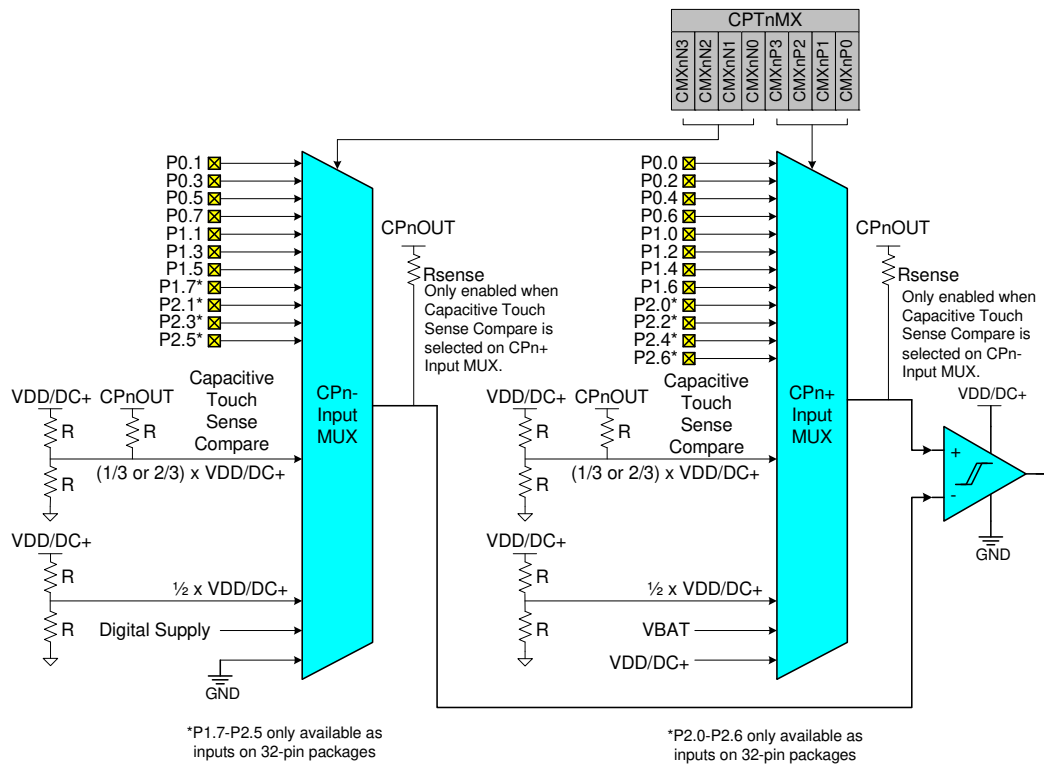 CPTnMX
CMXnN3
CMXnN2
CMXnN1
CMXnN0
CMXnP3
CMXnP2
CMXnP1
CMXnP0
P0.1
P0.3
P0.5
P0.7
P1.1
P1.3
P1.5
P1.7*
P2.1*
P2.3*
P2.5*
CPnOUT
Rsense
Only enabled when
Capacitive Touch
Sense Compare is
selected on CPn+
Input MUX.
VDD/DC+
R
R
CPnOUT
R
Capacitive
Touch
Sense
Compare
(1/3 or 2/3) x VDD/DC+
CPn-
Input
MUX
VDD/DC+
R
R
½ x VDD/DC+
Digital Supply
GND
*P1.7-P2.5 only available as
inputs on 32-pin packages
P0.0
P0.2
P0.4
P0.6
P1.0
P1.2
P1.4
P1.6
P2.0*
P2.2*
P2.4*
P2.6*
CPnOUT
Rsense
Only enabled when
Capacitive Touch
Sense Compare is
selected on CPn-
Input MUX.
VDD/DC+
R
R
CPnOUT
R
Capacitive
Touch
Sense
Compare
(1/3 or 2/3) x VDD/DC+
CPn+
Input
MUX
VDD/DC+
+
-
GND
VDD/DC+
R
R
½ x VDD/DC+
VBAT
VDD/DC+
*P2.0-P2.6 only available as
inputs on 32-pin packages